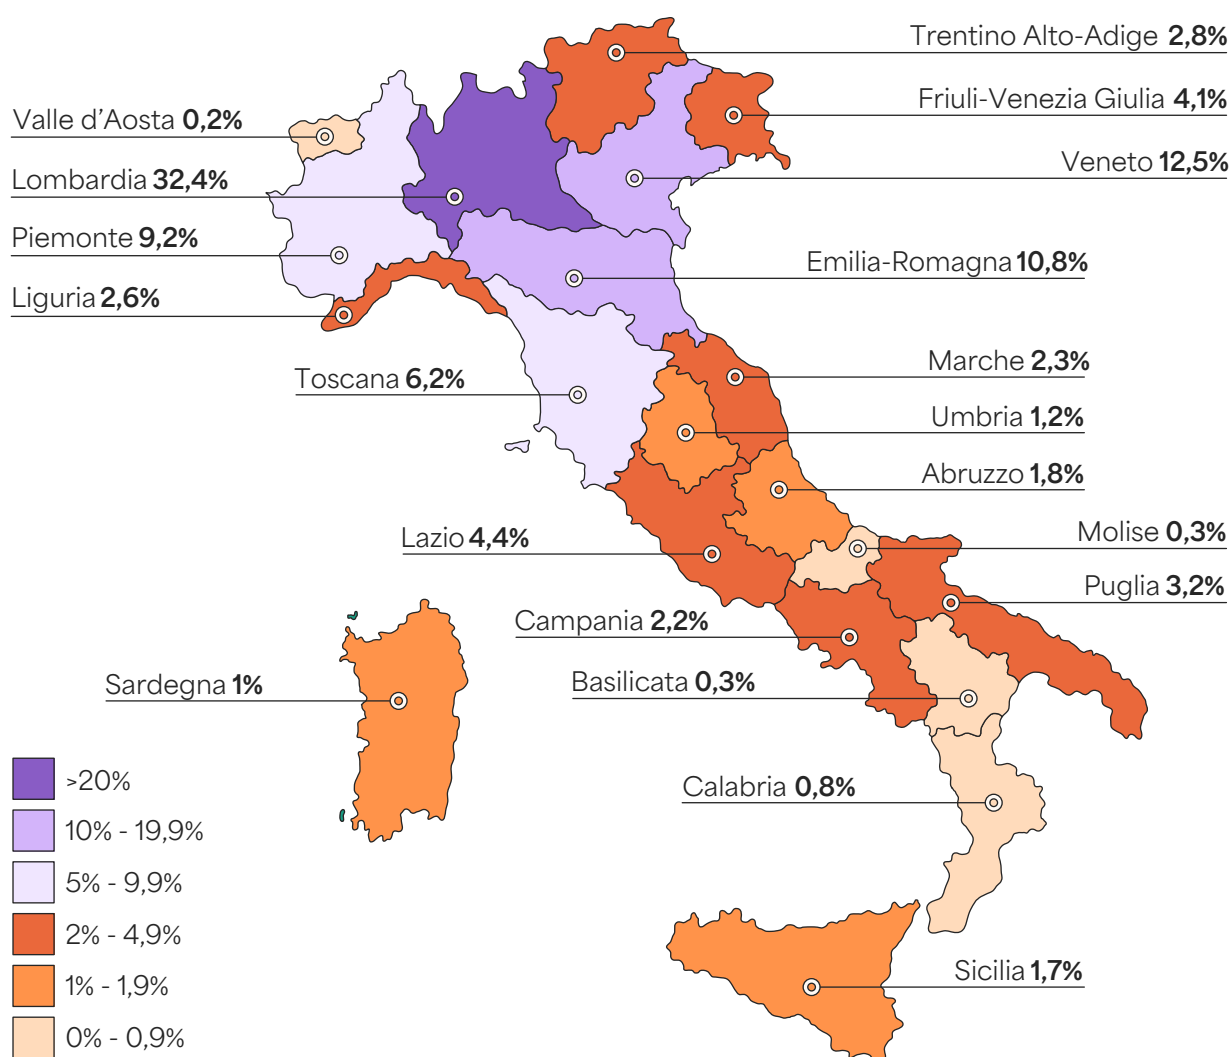 Trentino Alto-Adige 2,8%
Friuli-Venezia Giulia 4,1%
Valle d’Aosta 0,2%
Veneto 12,5%
Lombardia 32,4%
Piemonte 9,2%
Emilia-Romagna 10,8%
Liguria 2,6%
Marche 2,3%
Toscana 6,2%
Umbria 1,2%
Abruzzo 1,8%
Lazio 4,4%
Molise 0,3%
Puglia 3,2%
Campania 2,2%
Sardegna 1%
Basilicata 0,3%
Calabria 0,8%
Sicilia 1,7%
>20%
10% - 19,9%
5% - 9,9%
2% - 4,9%
1% - 1,9%
0% - 0,9%